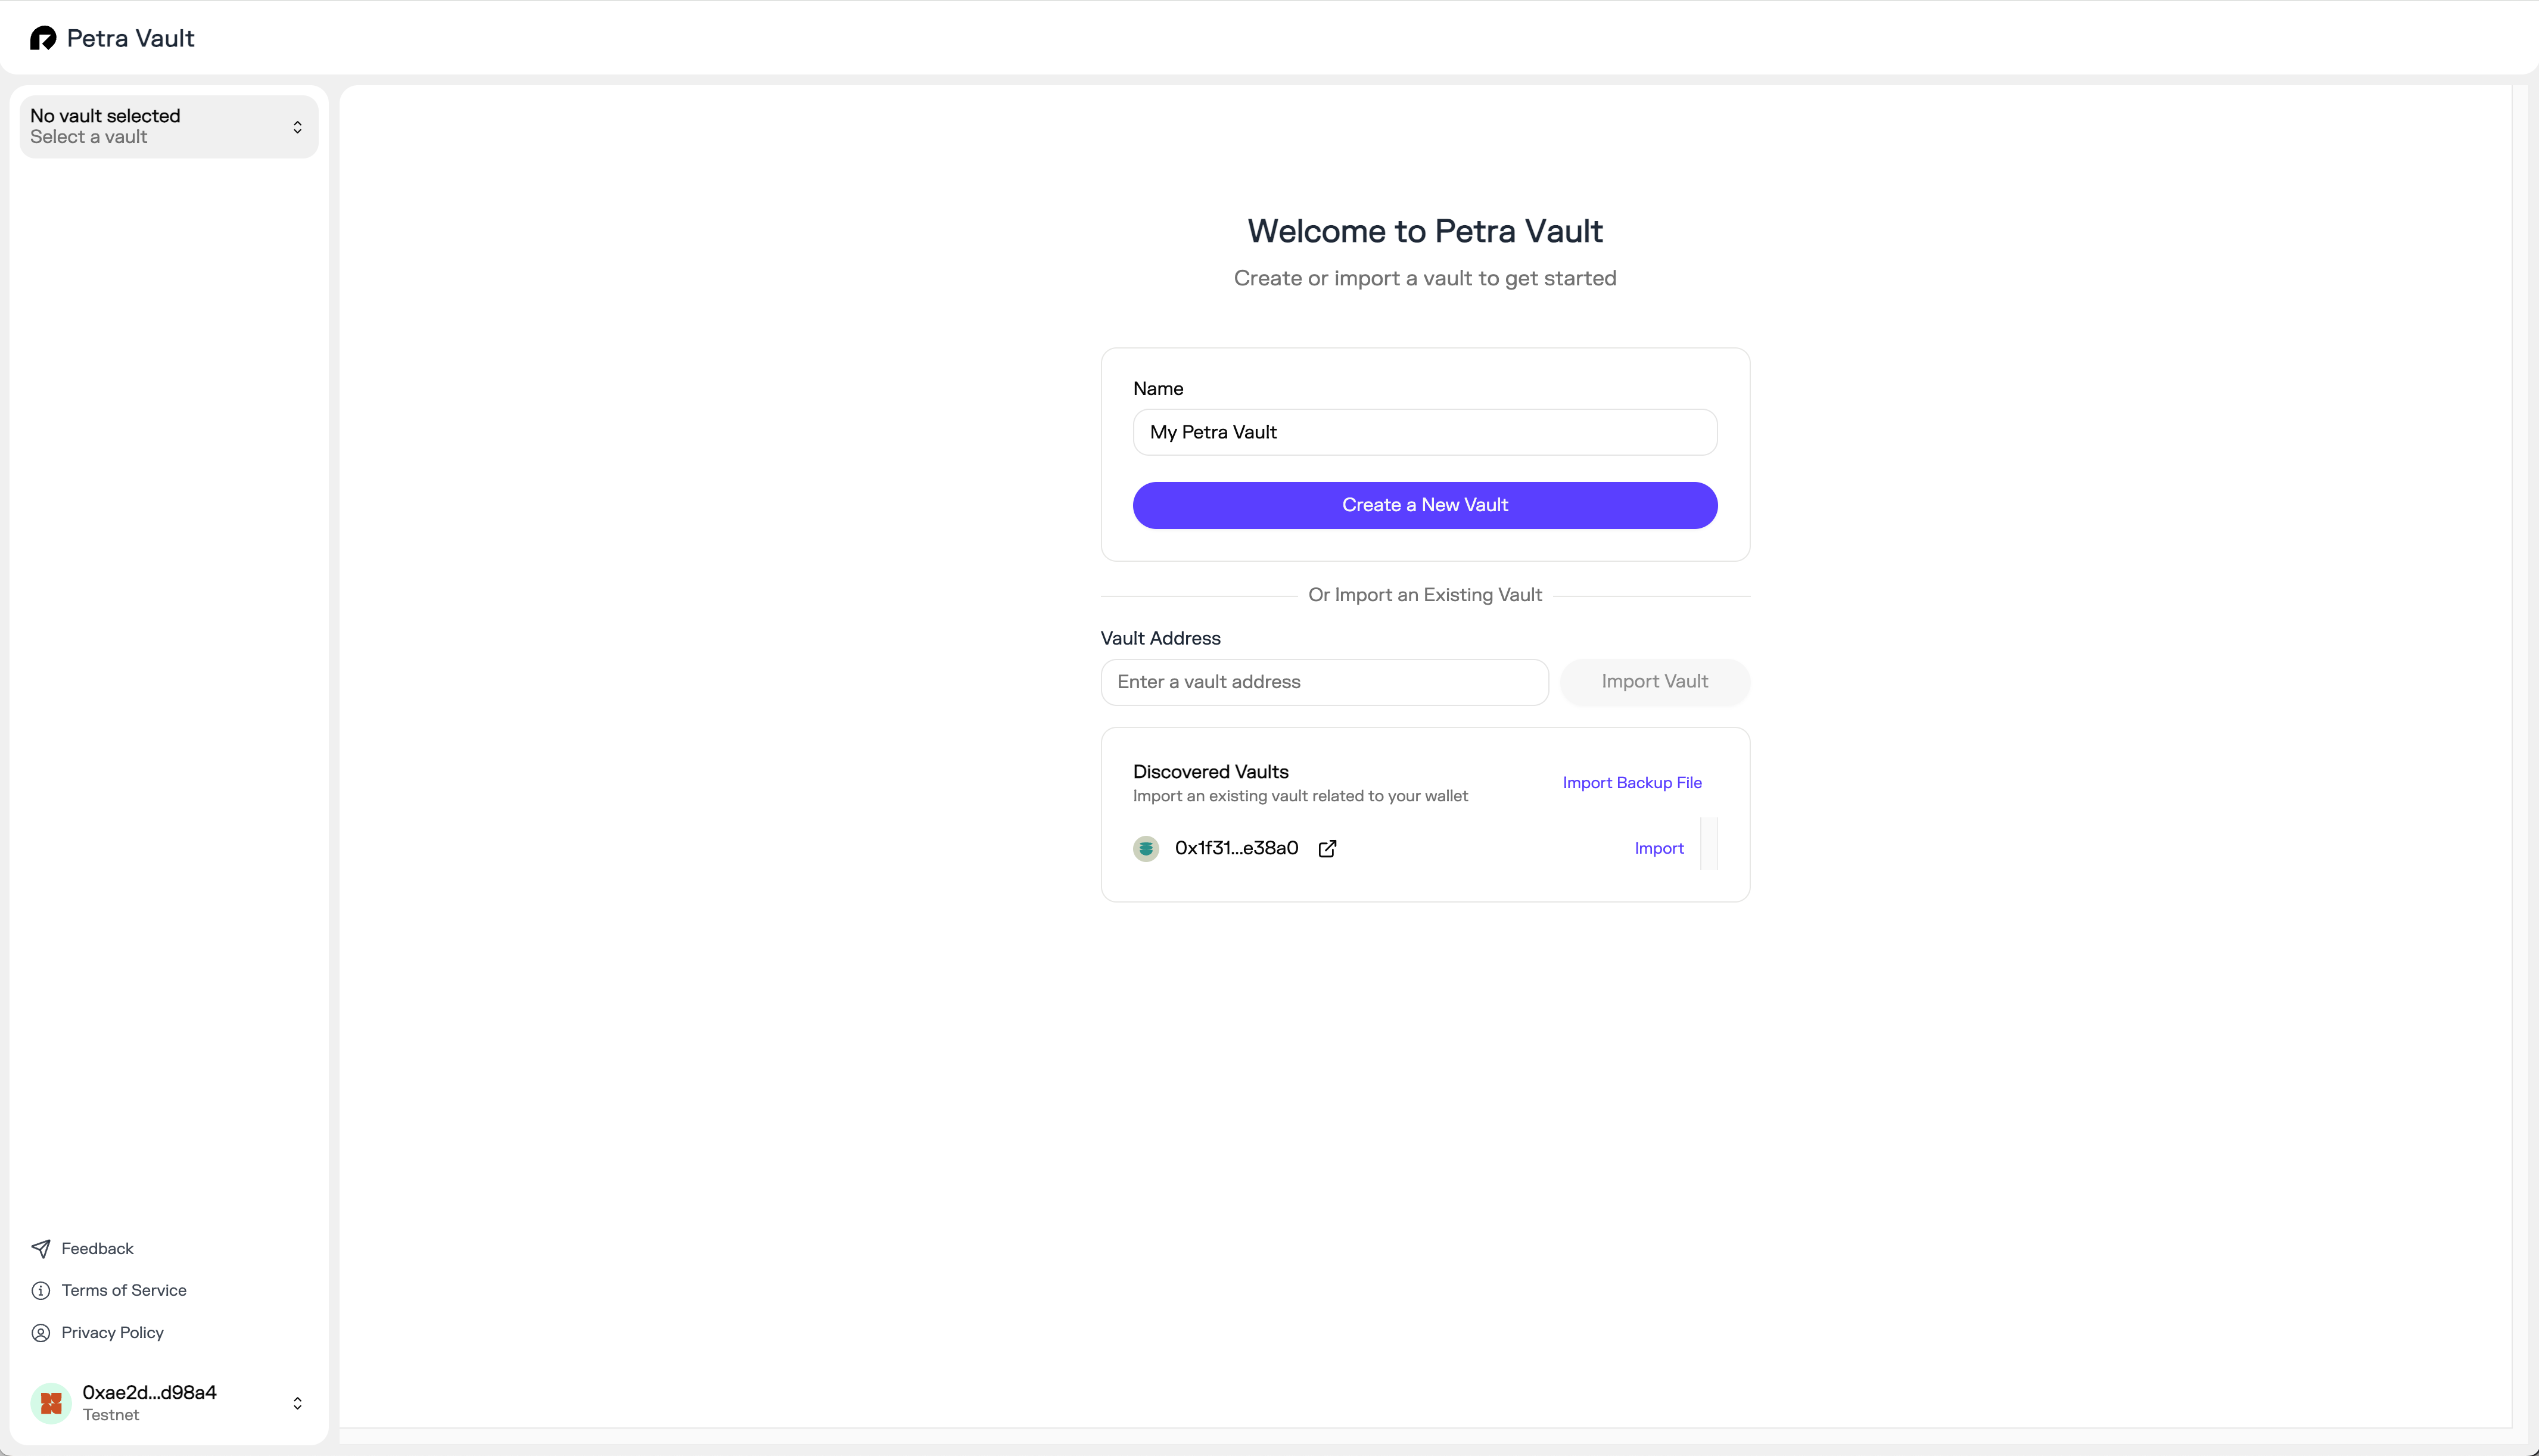 Petra Vault
No vault selected
Select a vault
Welcome to Petra Vault
Create or import a vault to get started
Name
My Petra Vault
Create a New Vault
Or Import an Existing Vault
Vault Address
Enter a vault address
Import Vault
Discovered Vaults
Import an existing vault related to your wallet
Import Backup File
0x1f31...e38a0
Import
Feedback
Terms of Service
Privacy Policy
0xae2d...d98a4
Testnet